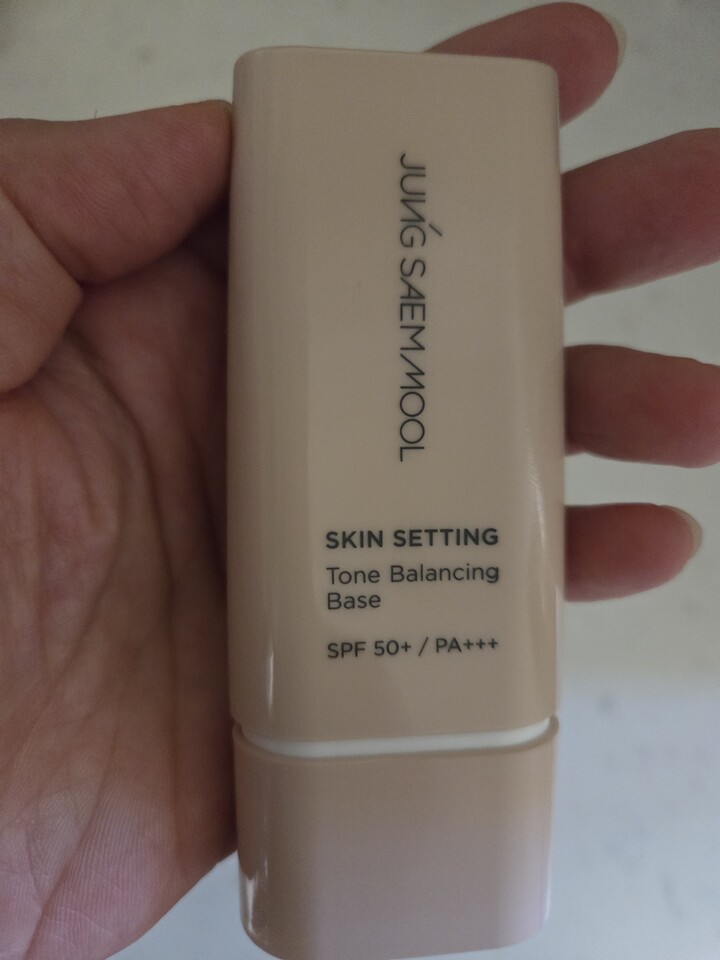 JUNG SAEMMOOL
SKIN SETTING
Tone Balancing
Base
SPF 50+ / PA+++